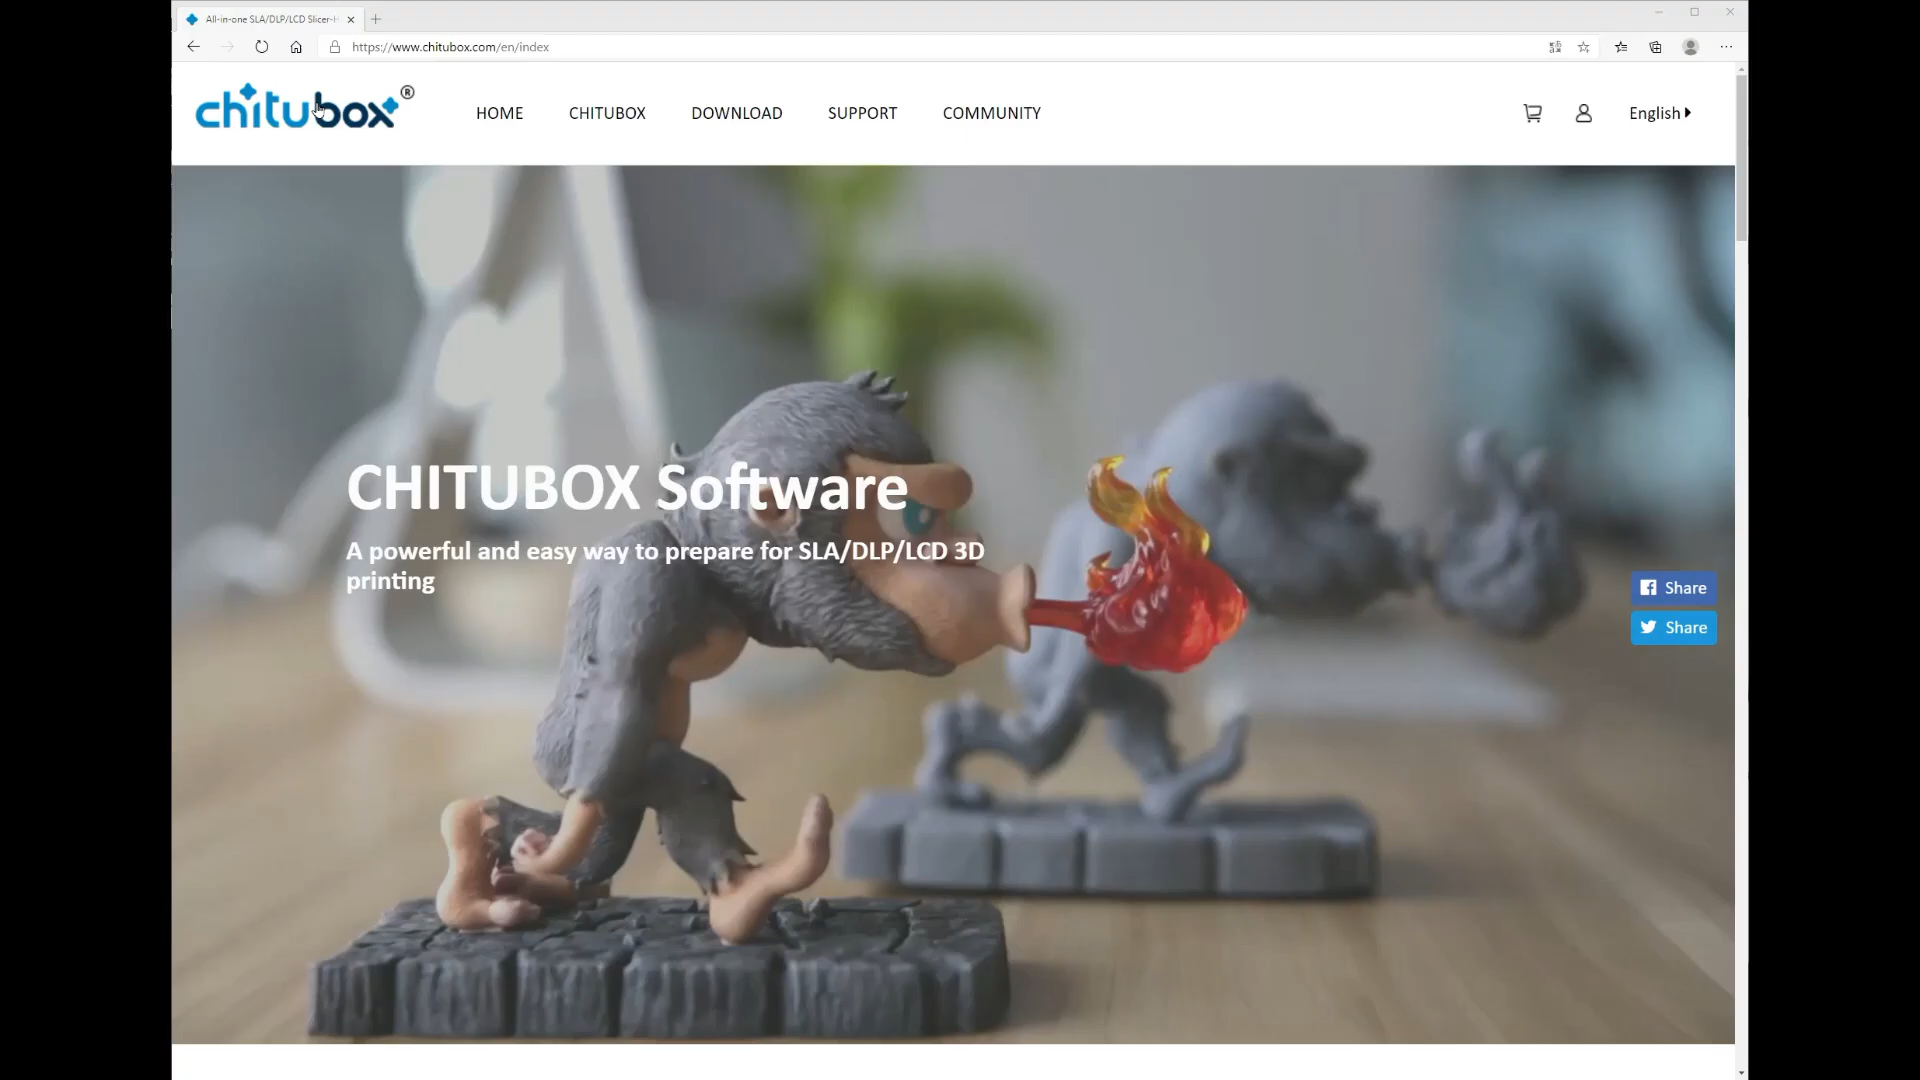 All-in-one SLA/DLP/LCD Slicer-H
https://www.chitubox.com/en/index
chitubox®
HOME
CHITUBOX
DOWNLOAD
SUPPORT
COMMUNITY
English
CHITUBOX Software
A powerful and easy way to prepare for SLA/DLP/LCD 3D
printing
Share
Share